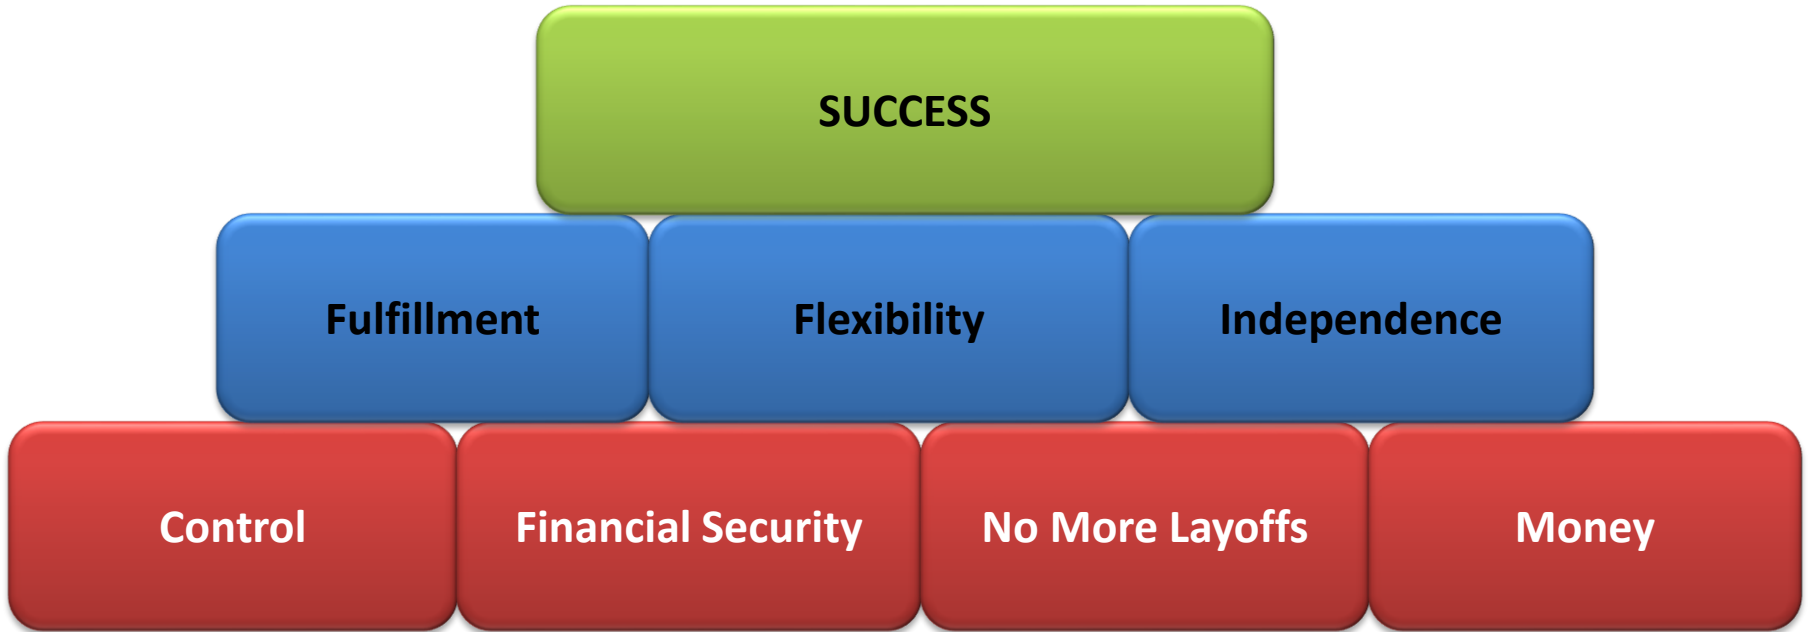 SUCCESS
Fulfillment
Flexibility
Independence
Control
Financial Security
No More Layoffs
Money